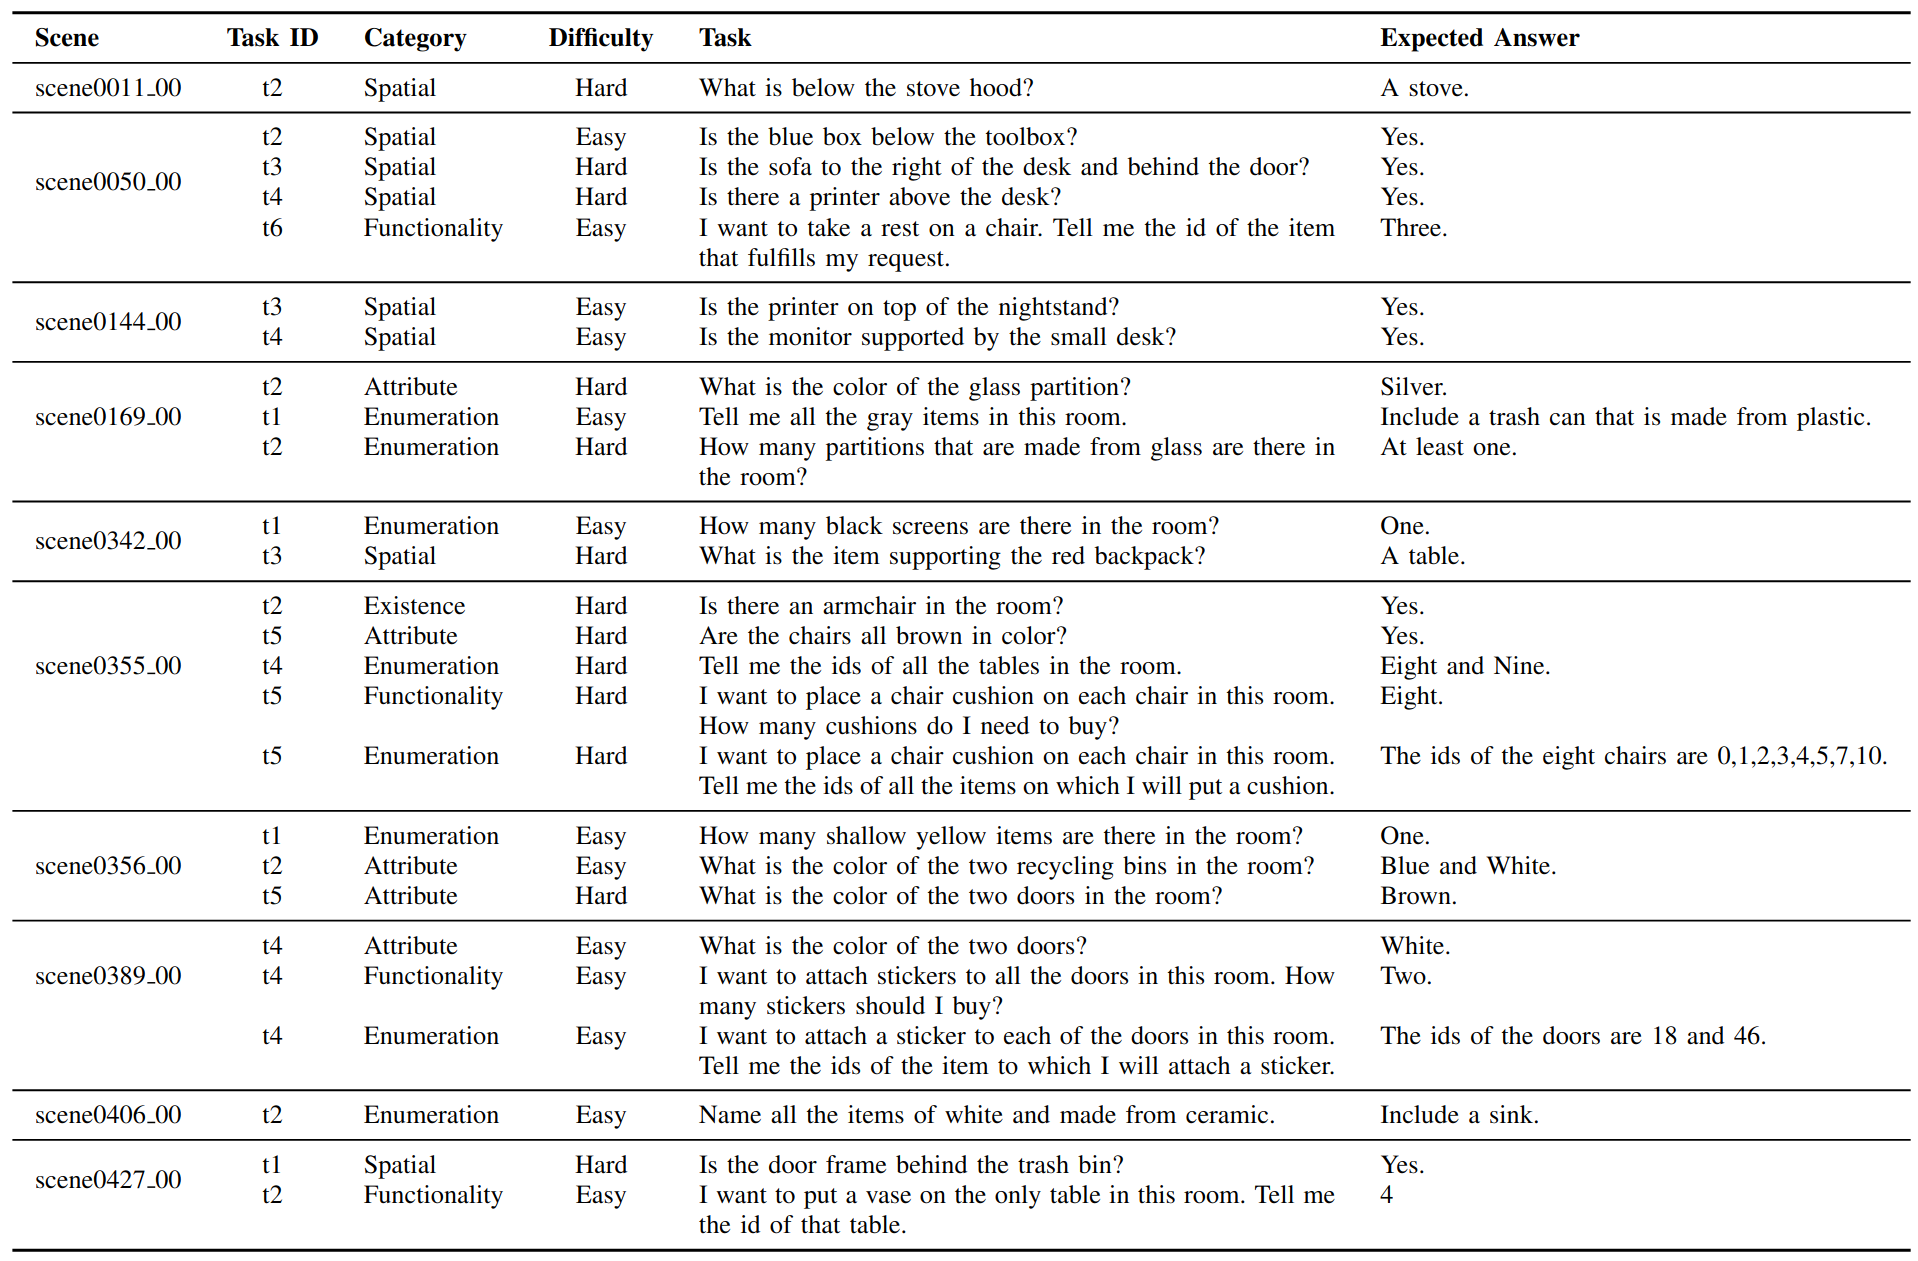 Scene Task ID Category Difficulty Task Expected Answer
scene0011_00 t2 Spatial Hard What is below the stove hood? A stove.
scene0050_00
t2 Spatial Easy Is the blue box below the toolbox? Yes.
t3 Spatial Hard Is the sofa to the right of the desk and behind the door? Yes.
t4 Spatial Hard Is there a printer above the desk? Yes.
t6 Functionality Easy I want to take a rest on a chair. Tell me the id of the item Three.
that fulfills my request.
scene0144_00
t3 Spatial Easy Is the printer on top of the nightstand? Yes.
t4 Spatial Easy Is the monitor supported by the small desk? Yes.
scene0169_00
t2 Attribute Hard What is the color of the glass partition? Silver.
t1 Enumeration Easy Tell me all the gray items in this room. Include a trash can that is made from plastic.
t2 Enumeration Hard How many partitions that are made from glass are there in At least one.
the room?
scene0342_00
t1 Enumeration Easy How many black screens are there in the room? One.
t3 Spatial Hard What is the item supporting the red backpack? A table.
scene0355_00
t2 Existence Hard Is there an armchair in the room? Yes.
t5 Attribute Hard Are the chairs all brown in color? Yes.
t4 Enumeration Hard Tell me the ids of all the tables in the room. Eight and Nine.
t5 Functionality Hard I want to place a chair cushion on each chair in this room. Eight.
How many cushions do I need to buy?
t5 Enumeration Hard I want to place a chair cushion on each chair in this room. The ids of the eight chairs are 0,1,2,3,4,5,7,10.
Tell me the ids of all the items on which I will put a cushion.
scene0356_00
t1 Enumeration Easy How many shallow yellow items are there in the room? One.
t2 Attribute Easy What is the color of the two recycling bins in the room? Blue and White.
t5 Attribute Hard What is the color of the two doors in the room? Brown.
scene0389_00
t4 Attribute Easy What is the color of the two doors? White.
t4 Functionality Easy I want to attach stickers to all the doors in this room. How Two.
many stickers should I buy?
t4 Enumeration Easy I want to attach a sticker to each of the doors in this room. The ids of the doors are 18 and 46.
Tell me the ids of the item to which I will attach a sticker.
scene0406_00 t2 Enumeration Easy Name all the items of white and made from ceramic. Include a sink.
scene0427_00
t1 Spatial Hard Is the door frame behind the trash bin? Yes.
t2 Functionality Easy I want to put a vase on the only table in this room. Tell me 4
the id of that table.